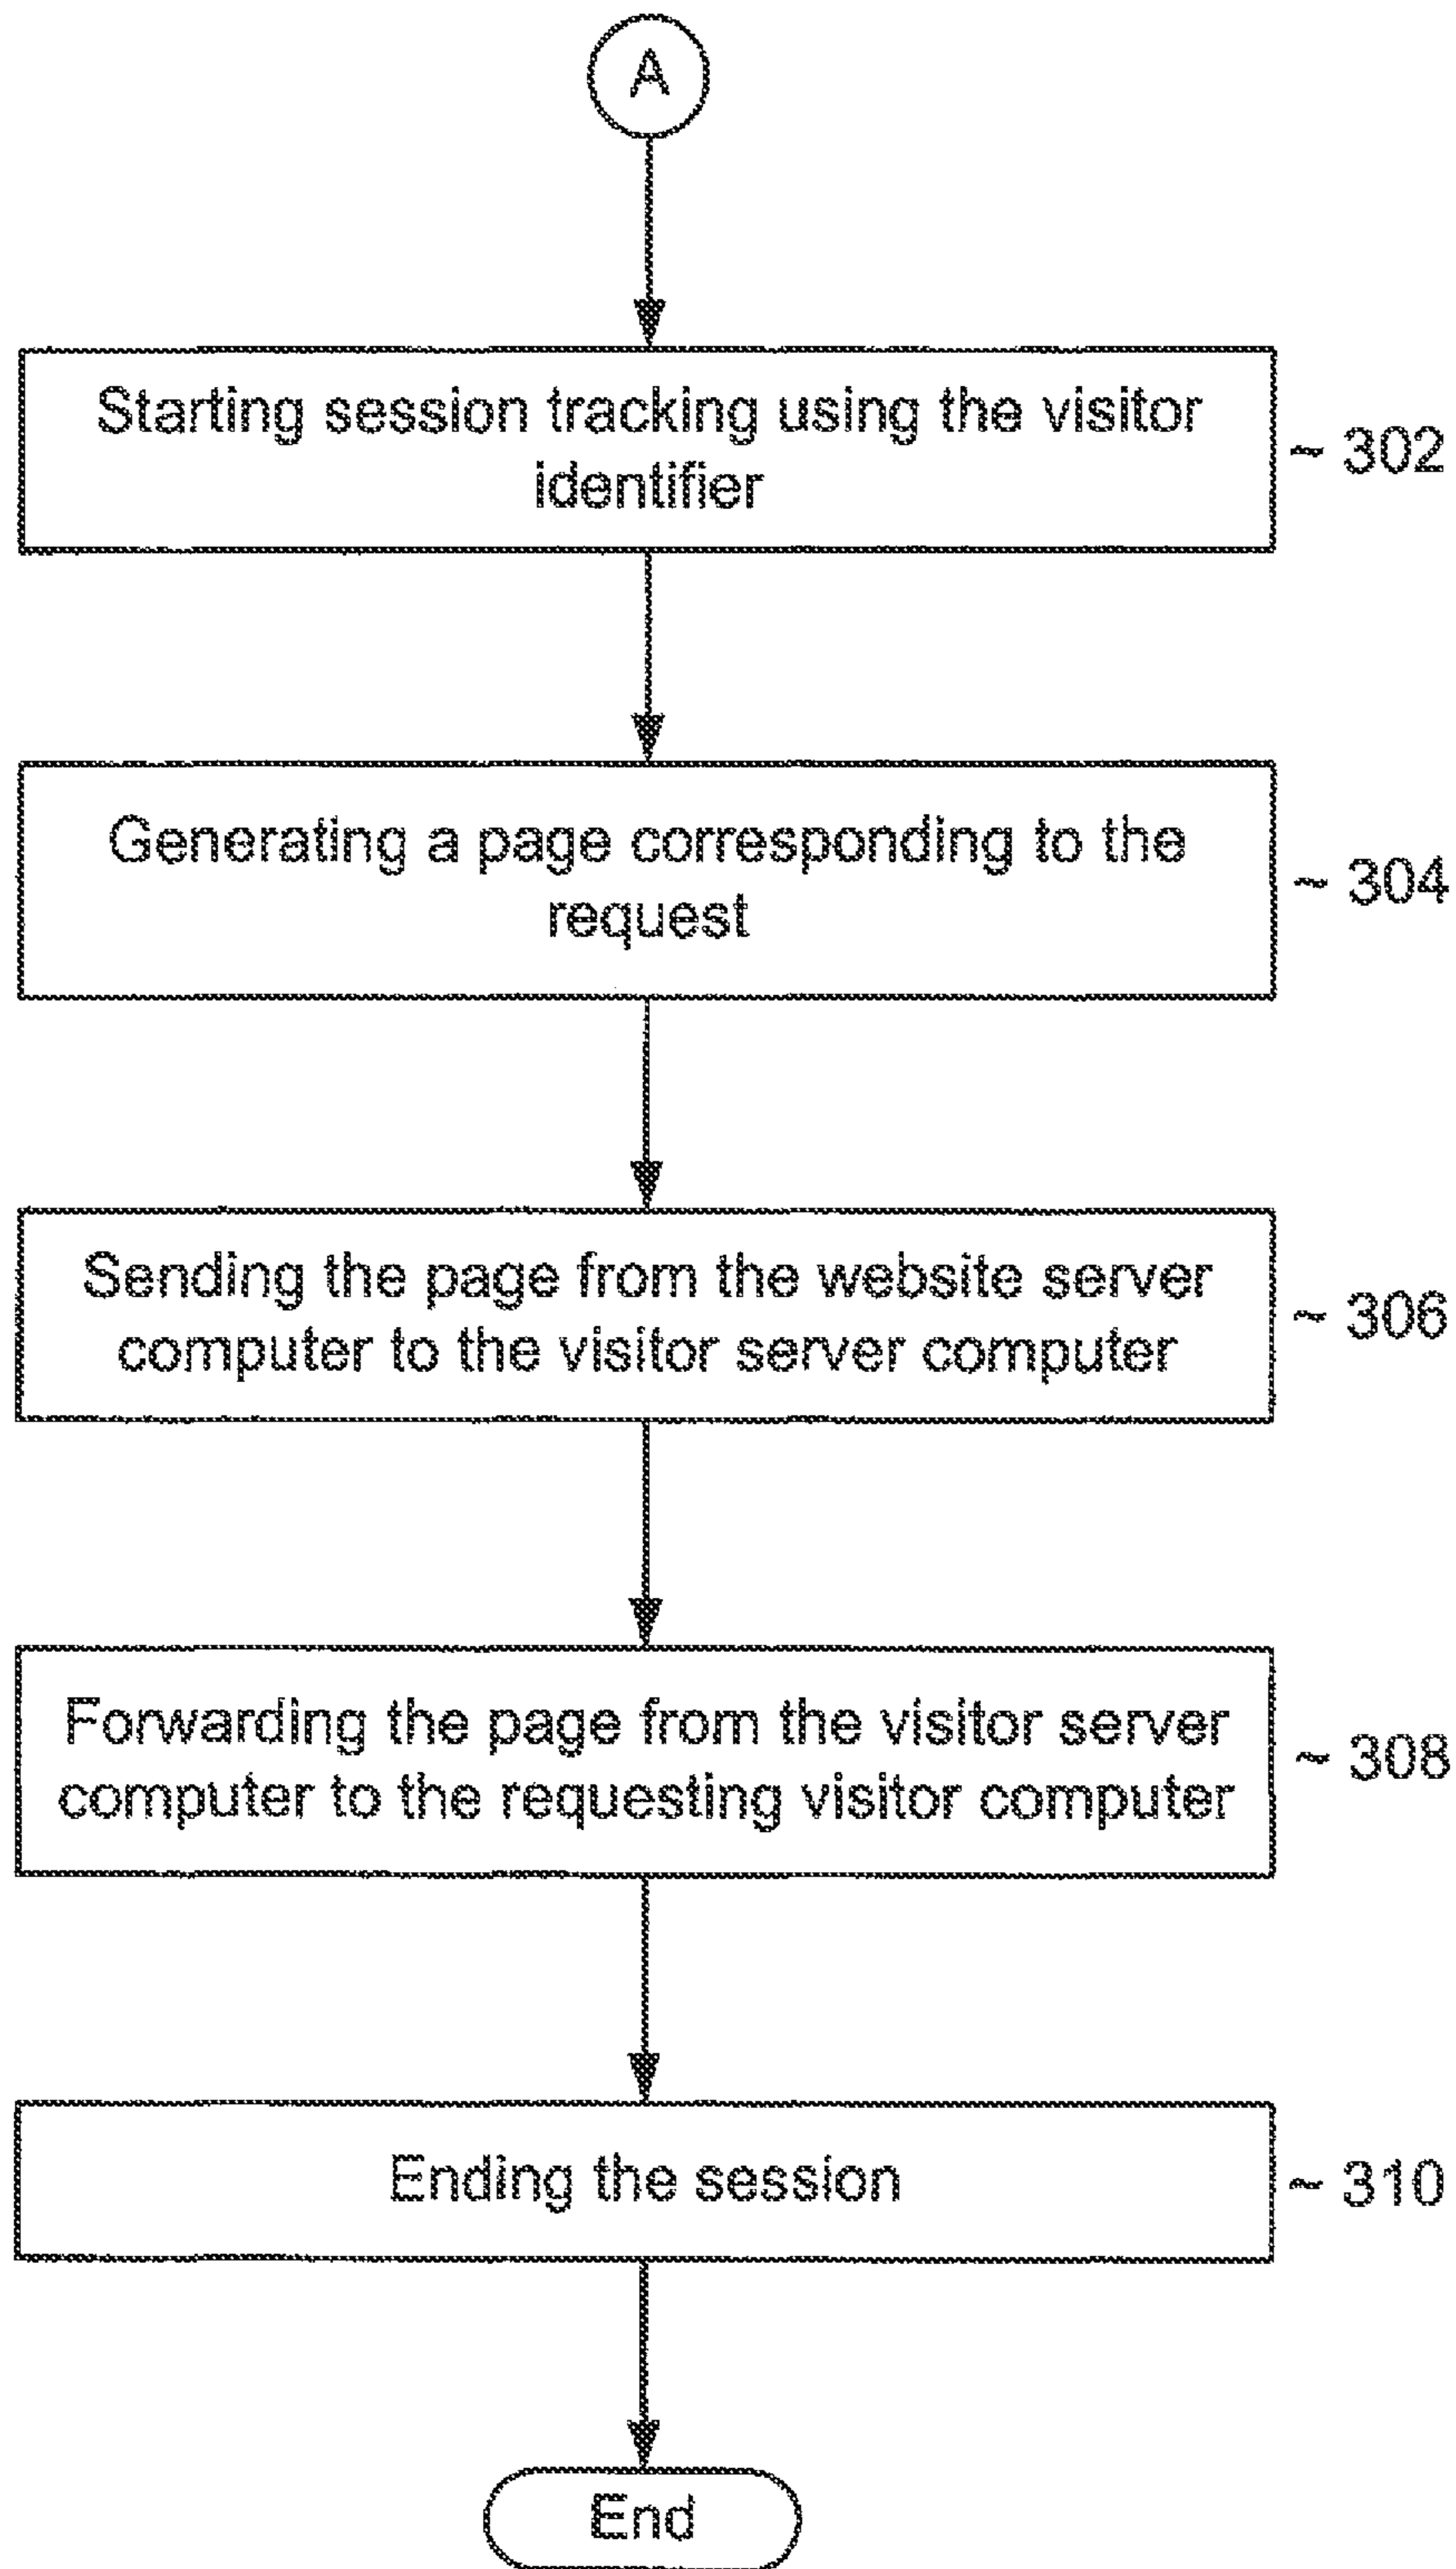 A
Starting session tracking using the visitor
identifier
~ 302
Generating a page corresponding to the
request
~ 304
Sending the page from the website server
computer to the visitor server computer
~ 306
Forwarding the page from the visitor server
computer to the requesting visitor computer
~ 308
Ending the session
~ 310
End